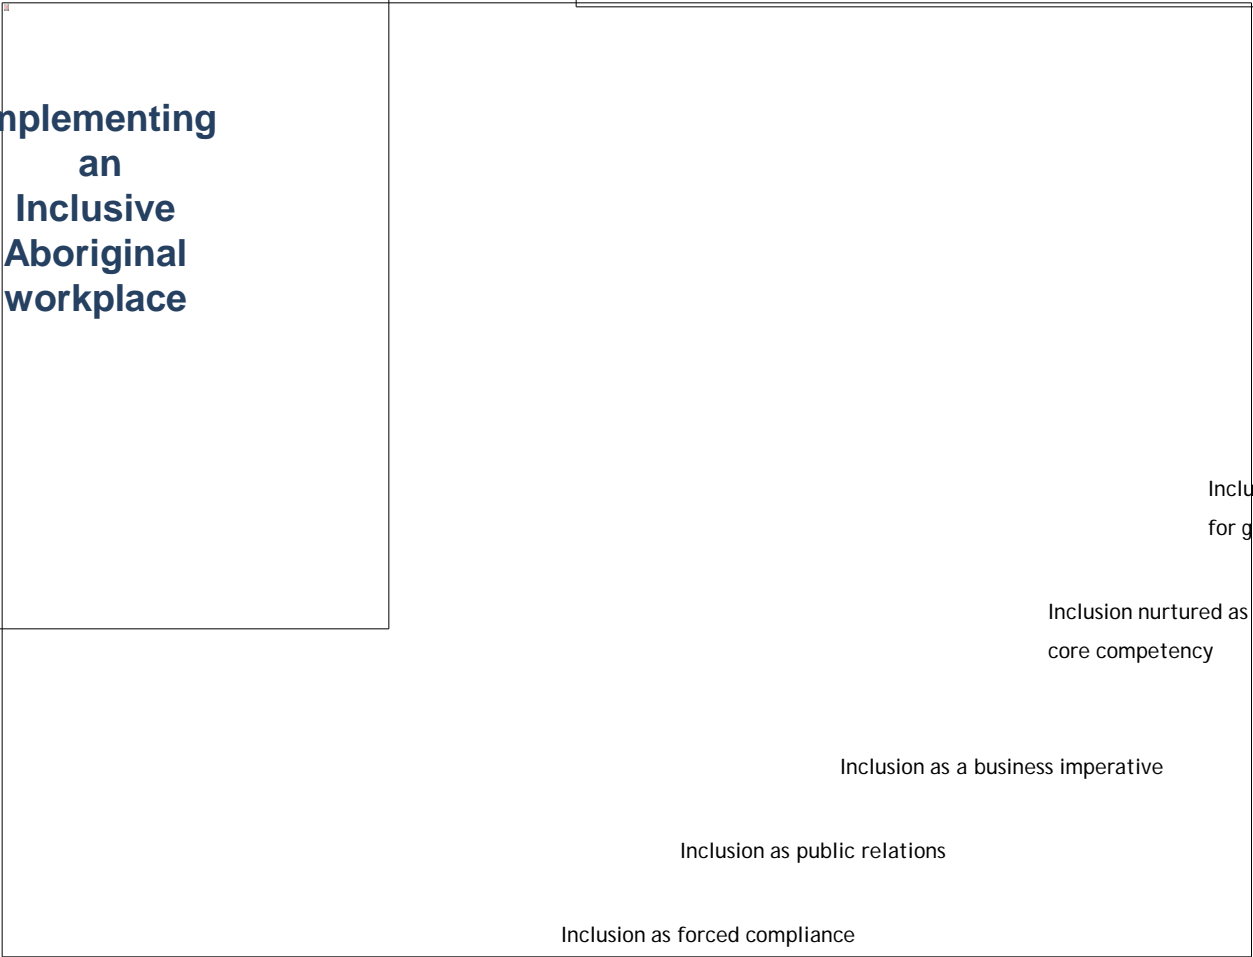 nplementing
an
Inclusive
Aboriginal
workplace
Inclu
for g
Inclusion nurtured as
core competency
Inclusion as a business imperative
Inclusion as public relations
Inclusion as forced compliance